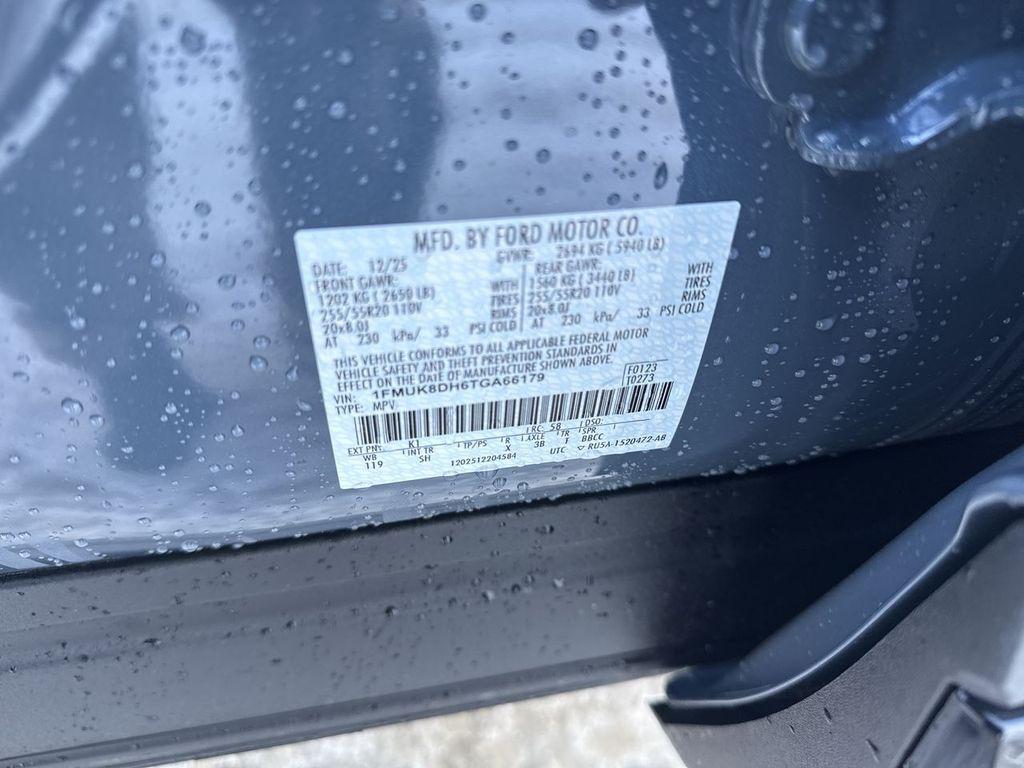 MFD. BY FORD MOTOR CO.
DATE: 12/25 GVWR: 2694 KG ( 5940 LB)
FRONT GAWR: REAR GAWR:
1202 KG ( 2650 LB) WITH 1560 KG ( 3440 LB) WITH
255/55R20 110V TIRES 255/55R20 110V TIRES
20x8.0J RIMS 20x8.0J RIMS
AT 230 kPa/ 33 PSI COLD AT 230 kPa/ 33 PSI COLD
THIS VEHICLE CONFORMS TO ALL APPLICABLE FEDERAL MOTOR
VEHICLE SAFETY AND THEFT PREVENTION STANDARDS IN
EFFECT ON THE DATE OF MANUFACTURE SHOWN ABOVE.
VIN: 1FMUK8DH6TGA66179 F0123
TYPE: MPV T0273
EXT PNT: K1 RC: 58 DSO:
WB INT TR TP/PS R AXLE TR SPR
119 SH X 3B T BBCC
1202512204584 UTC ▽ RU5A-1520472-AB